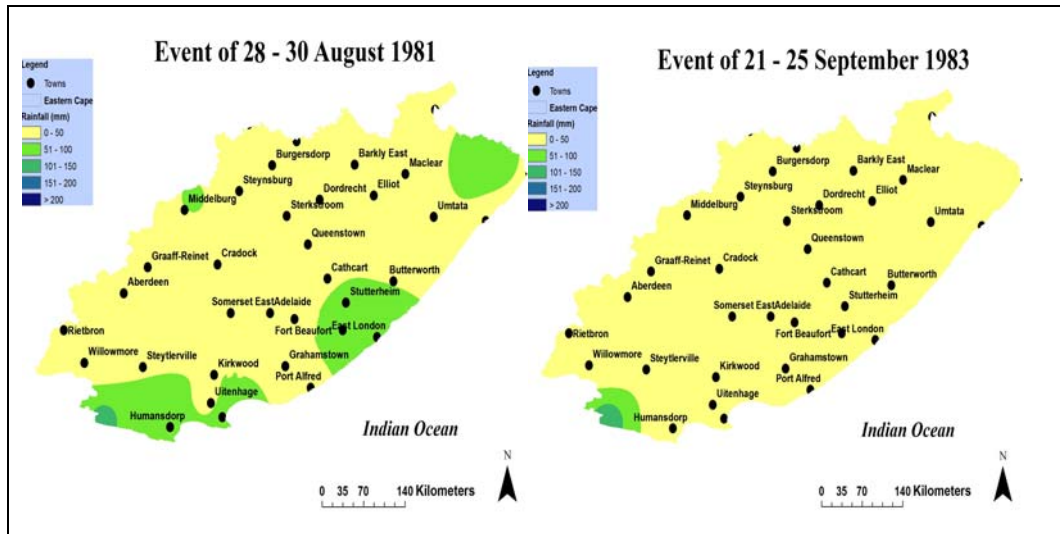 Event of 28 - 30 August 1981
Legend
Towns
Eastern Cape
Rainfall (mm)
0 - 50
51 - 100
101 - 150
151 - 200
> 200
Burgersdorp
Barkly East
Maclear
Steynsburg
Dordrecht
Elliot
Middelburg
Sterkstroom
Umtata
Queenstown
Graaff-Reinet
Cradock
Cathcart
Butterworth
Aberdeen
Stutterheim
Somerset East
Adelaide
Fort Beaufort
East London
Rietbron
Willowmore
Steytlerville
Kirkwood
Grahamstown
Port Alfred
Uitenhage
Humansdorp
Indian Ocean
N
0 35 70 140 Kilometers
Event of 21 - 25 September 1983
Legend
Towns
Eastern Cape
Rainfall (mm)
0 - 50
51 - 100
101 - 150
151 - 200
> 200
Burgersdorp
Barkly East
Maclear
Steynsburg
Dordrecht
Elliot
Middelburg
Sterkstroom
Umtata
Queenstown
Graaff-Reinet
Cradock
Cathcart
Butterworth
Aberdeen
Stutterheim
Somerset East
Adelaide
Fort Beaufort
East London
Rietbron
Willowmore
Steytlerville
Kirkwood
Grahamstown
Port Alfred
Uitenhage
Humansdorp
Indian Ocean
N
0 35 70 140 Kilometers